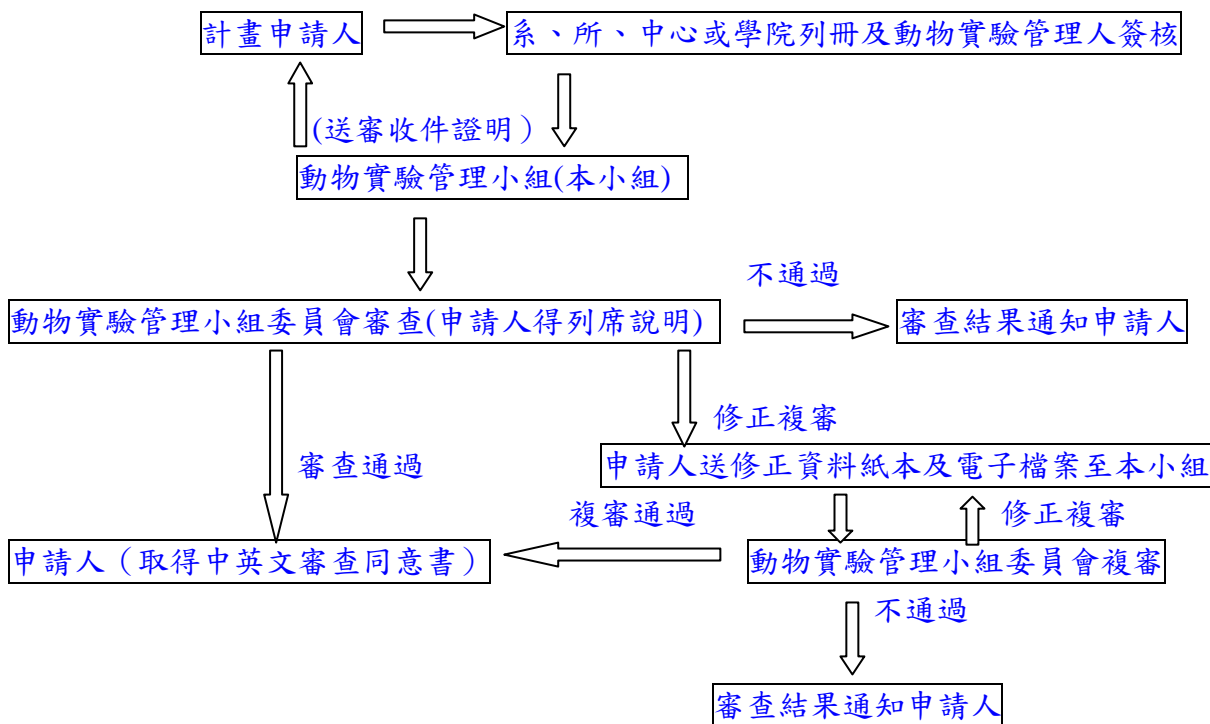 計畫申請人
系、所、中心或學院列冊及動物實驗管理人簽核
(送審收件證明）
動物實驗管理小組(本小組)
不通過
動物實驗管理小組委員會審查(申請人得列席說明)
審查結果通知申請人
修正複審
審查通過
申請人送修正資料紙本及電子檔案至本小組
複審通過
修正複審
申請人（取得中英文審查同意書）
動物實驗管理小組委員會複審
不通過
審查結果通知申請人